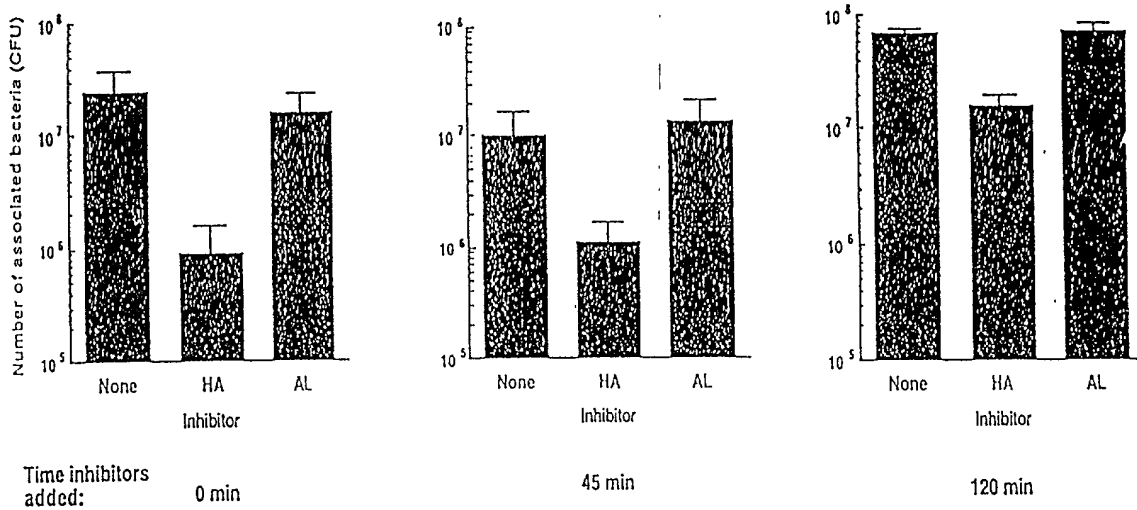 Number of associated bacteria (CFU)
10⁸
10⁷
10⁶
10⁵
None HA AL
Inhibitor
10⁸
10⁷
10⁶
10⁵
None HA AL
Inhibitor
10⁸
10⁷
10⁶
10⁵
None HA AL
Inhibitor
Time inhibitors
added: 0 min 45 min 120 min